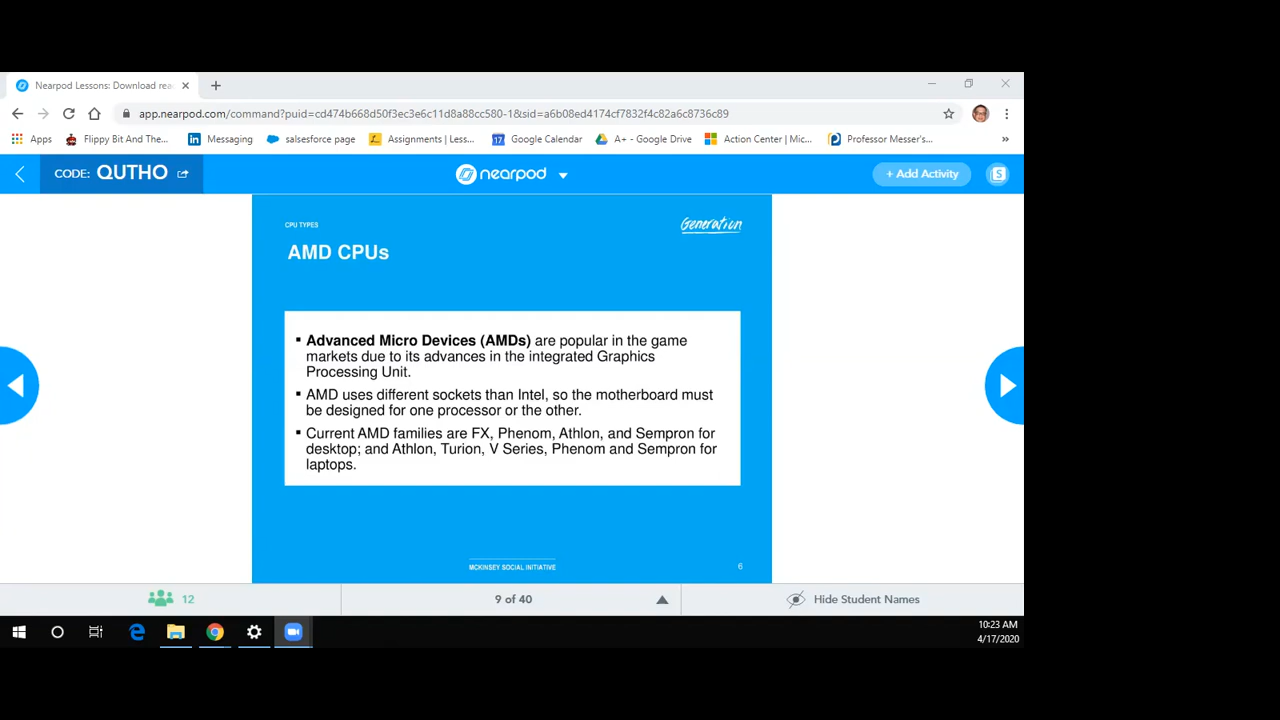 Nearpod Lessons: Download rea
app.nearpod.com/command?puid=cd474b668d50f3ec3e6c11d8a88cc580-1&sid=a6b08ed4174cf7832f4c82a6c8736c89
Apps Flippy Bit And The... Messaging salsesforce page Assignments | Less... Google Calendar A+ - Google Drive Action Center | Mic... Professor Messer's... »
CODE: QUTHO nearpod + Add Activity S
CPU TYPES Generation
AMD CPUs
▪ Advanced Micro Devices (AMDs) are popular in the game
markets due to its advances in the integrated Graphics
Processing Unit.
▪ AMD uses different sockets than Intel, so the motherboard must
be designed for one processor or the other.
▪ Current AMD families are FX, Phenom, Athlon, and Sempron for
desktop; and Athlon, Turion, V Series, Phenom and Sempron for
laptops.
MCKINSEY SOCIAL INITIATIVE 6
12 9 of 40 Hide Student Names
10:23 AM
4/17/2020